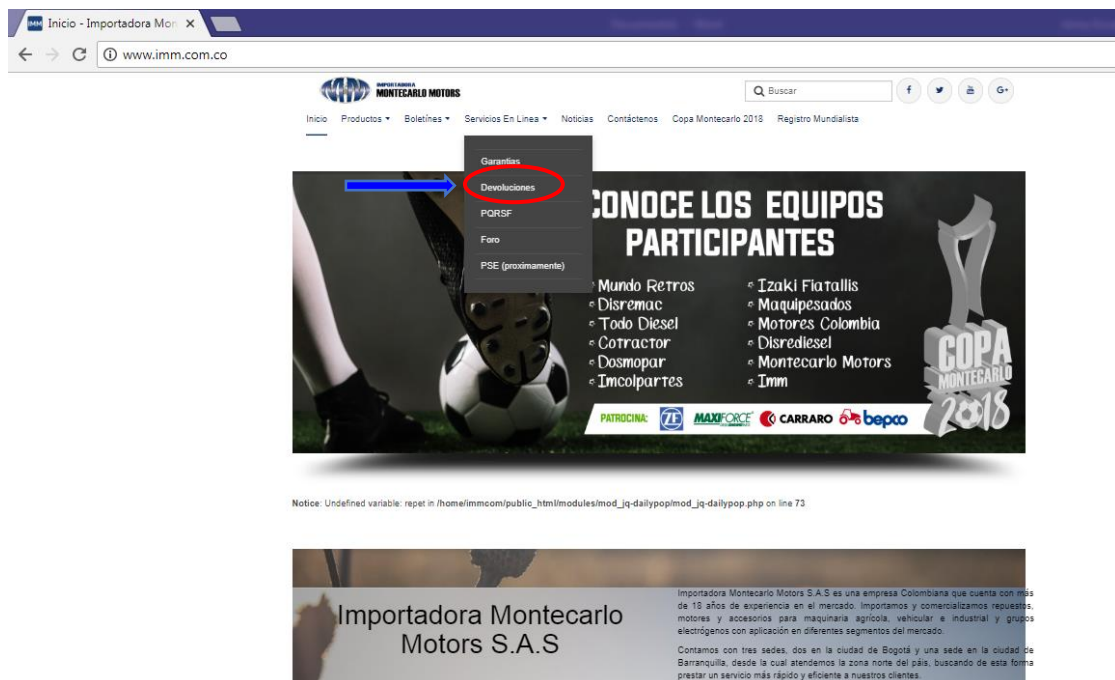 Inicio - Importadora Mon
www.imm.com.co
IMPORTADORA
MONTECARLO MOTORS
Buscar
Inicio Productos Boletínes Servicios En Linea Noticias Contáctenos Copa Montecarlo 2018 Registro Mundialista
Garantias
Devoluciones
PQRSF
Foro
PSE (proximamente)
CONOCE LOS EQUIPOS
PARTICIPANTES
Mundo Retros
Disremac
Todo Diesel
Cotractor
Dosmopar
Imcolpartes
Izaki Fiatallis
Maquipesados
Motores Colombia
Disrediesel
Montecarlo Motors
Imm
PATROCINA: ZF MAXIFORCE CARRARO bepco
COPA
MONTECARLO
2018
Notice: Undefined variable: repet in /home/immcom/public_html/modules/mod_jq-dailypop/mod_jq-dailypop.php on line 73
Importadora Montecarlo
Motors S.A.S
Importadora Montecarlo Motors S.A.S es una empresa Colombiana que cuenta con más
de 18 años de experiencia en el mercado. Importamos y comercializamos repuestos,
motores y accesorios para maquinaria agrícola, vehicular e industrial y grupos
electrógenos con aplicación en diferentes segmentos del mercado.
Contamos con tres sedes, dos en la ciudad de Bogotá y una sede en la ciudad de
Barranquilla, desde la cual atendemos la zona norte del páis, buscando de esta forma
prestar un servicio más rápido y eficiente a nuestros clientes.